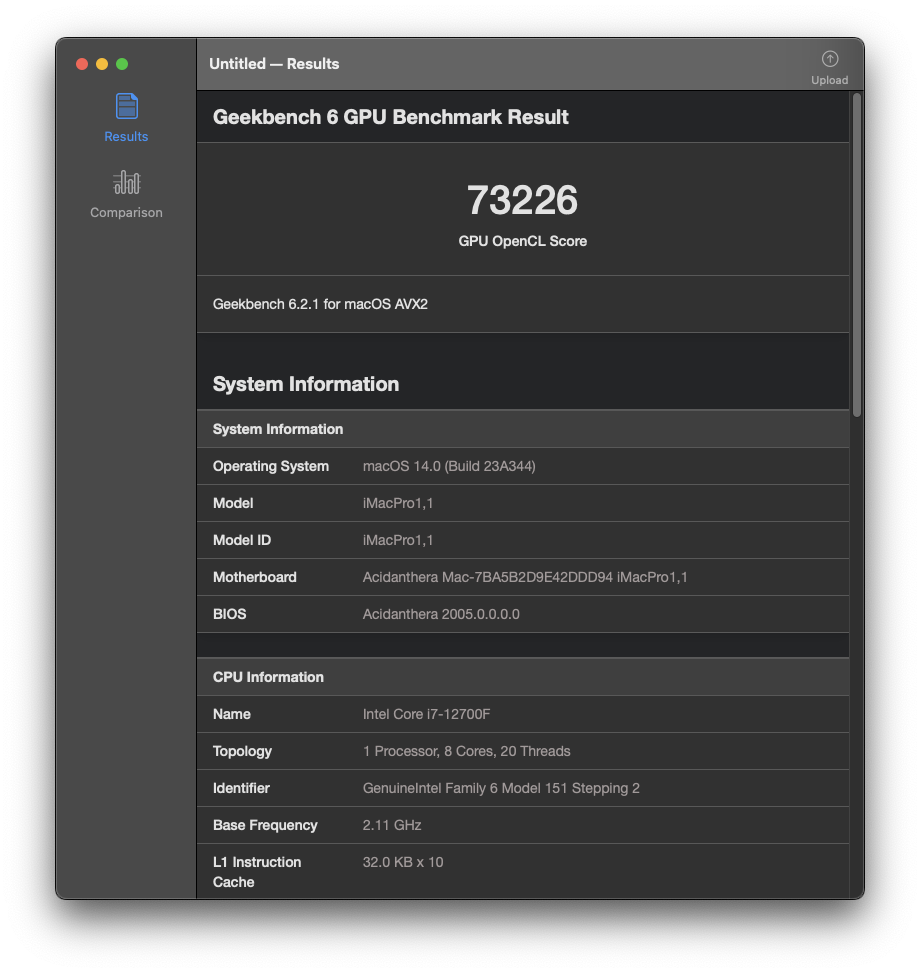 Untitled — Results
Upload
Results
Comparison
Geekbench 6 GPU Benchmark Result
73226
GPU OpenCL Score
Geekbench 6.2.1 for macOS AVX2
System Information
System Information
Operating System macOS 14.0 (Build 23A344)
Model iMacPro1,1
Model ID iMacPro1,1
Motherboard Acidanthera Mac-7BA5B2D9E42DDD94 iMacPro1,1
BIOS Acidanthera 2005.0.0.0.0
CPU Information
Name Intel Core i7-12700F
Topology 1 Processor, 8 Cores, 20 Threads
Identifier GenuineIntel Family 6 Model 151 Stepping 2
Base Frequency 2.11 GHz
L1 Instruction 32.0 KB x 10
Cache